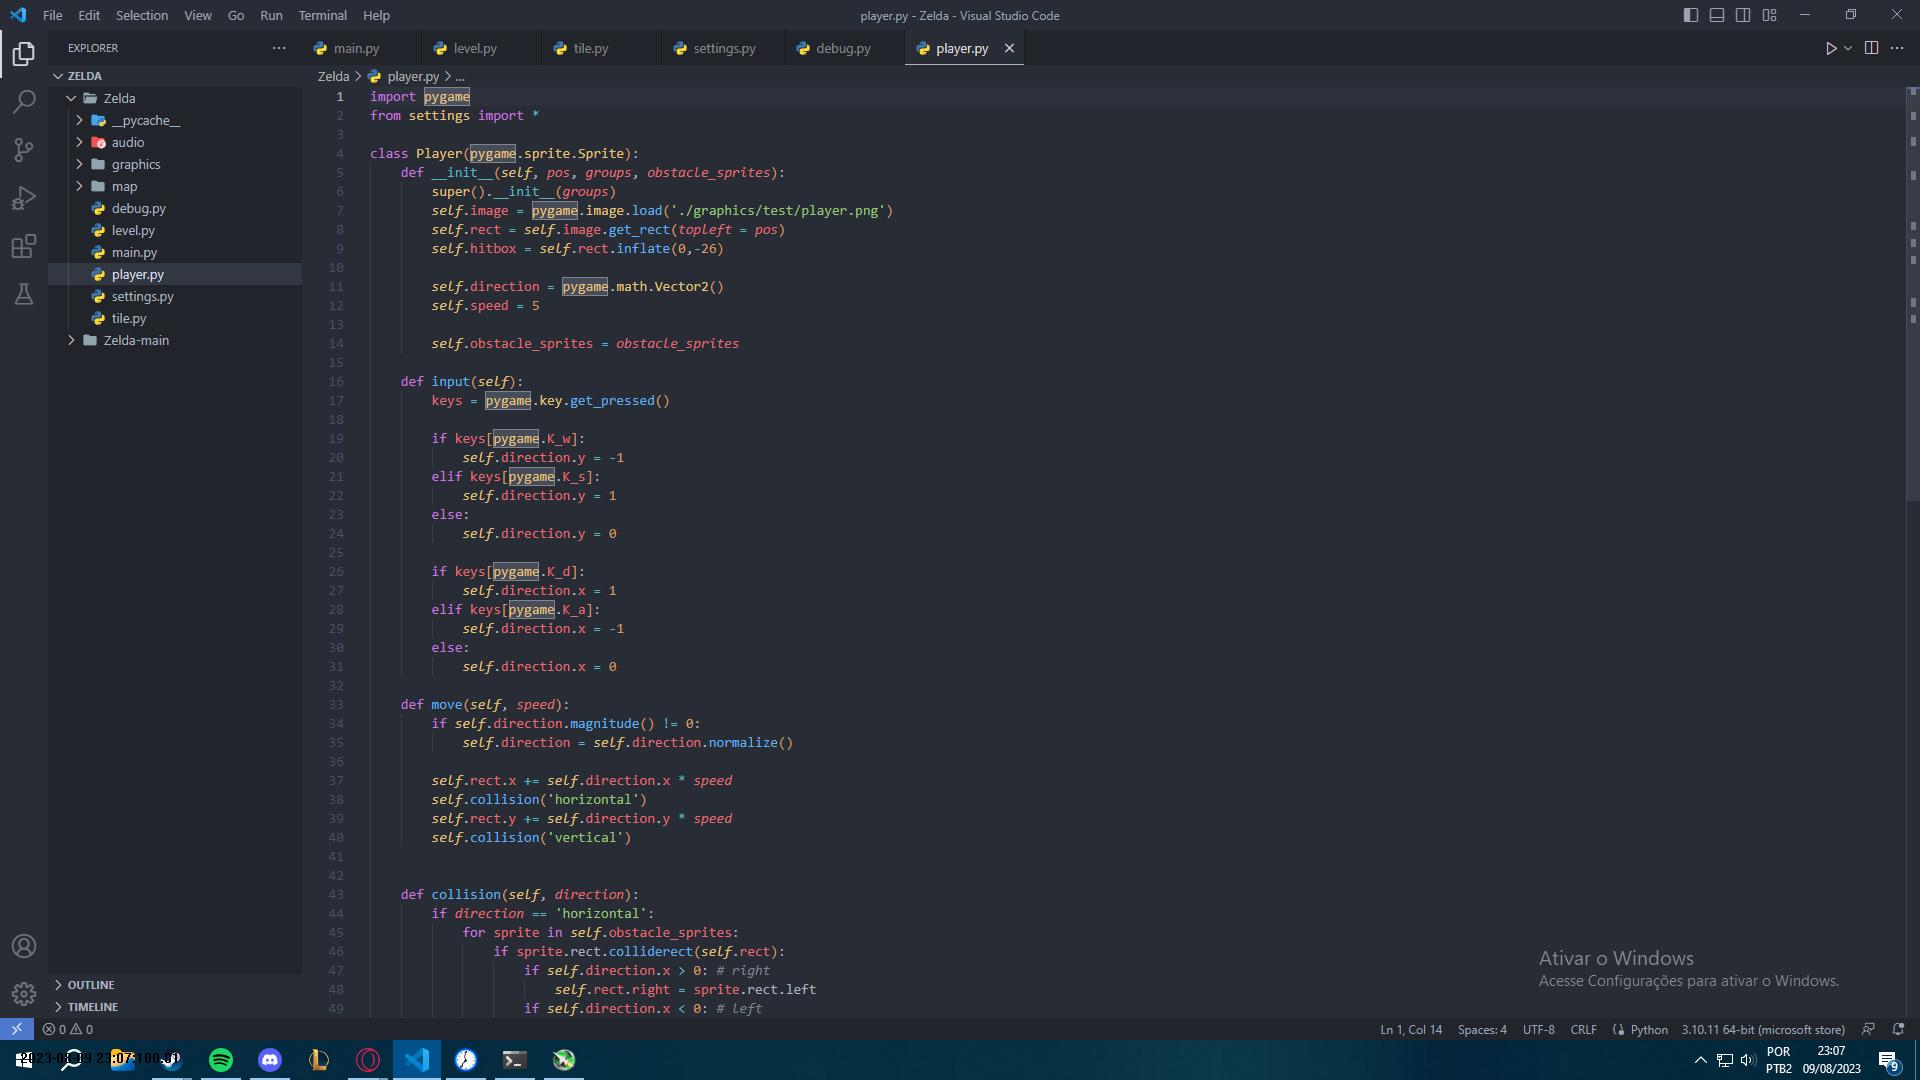 File Edit Selection View Go Run Terminal Help
player.py - Zelda - Visual Studio Code
EXPLORER
main.py
level.py
tile.py
settings.py
debug.py
player.py
ZELDA
Zelda
__pycache__
audio
graphics
map
debug.py
level.py
main.py
player.py
settings.py
tile.py
Zelda-main
OUTLINE
TIMELINE
Zelda > player.py > ...
1 import pygame
2 from settings import *
3
4 class Player(pygame.sprite.Sprite):
5 def __init__(self, pos, groups, obstacle_sprites):
6 super().__init__(groups)
7 self.image = pygame.image.load('./graphics/test/player.png')
8 self.rect = self.image.get_rect(topleft = pos)
9 self.hitbox = self.rect.inflate(0,-26)
10
11 self.direction = pygame.math.Vector2()
12 self.speed = 5
13
14 self.obstacle_sprites = obstacle_sprites
15
16 def input(self):
17 keys = pygame.key.get_pressed()
18
19 if keys[pygame.K_w]:
20 self.direction.y = -1
21 elif keys[pygame.K_s]:
22 self.direction.y = 1
23 else:
24 self.direction.y = 0
25
26 if keys[pygame.K_d]:
27 self.direction.x = 1
28 elif keys[pygame.K_a]:
29 self.direction.x = -1
30 else:
31 self.direction.x = 0
32
33 def move(self, speed):
34 if self.direction.magnitude() != 0:
35 self.direction = self.direction.normalize()
36
37 self.rect.x += self.direction.x * speed
38 self.collision('horizontal')
39 self.rect.y += self.direction.y * speed
40 self.collision('vertical')
41
42
43 def collision(self, direction):
44 if direction == 'horizontal':
45 for sprite in self.obstacle_sprites:
46 if sprite.rect.colliderect(self.rect):
47 if self.direction.x > 0: # right
48 self.rect.right = sprite.rect.left
49 if self.direction.x < 0: # left
Ativar o Windows
Acesse Configurações para ativar o Windows.
0 0
Ln 1, Col 14 Spaces: 4 UTF-8 CRLF Python 3.10.11 64-bit (microsoft store)
POR
PTB2
23:07
09/08/2023
9